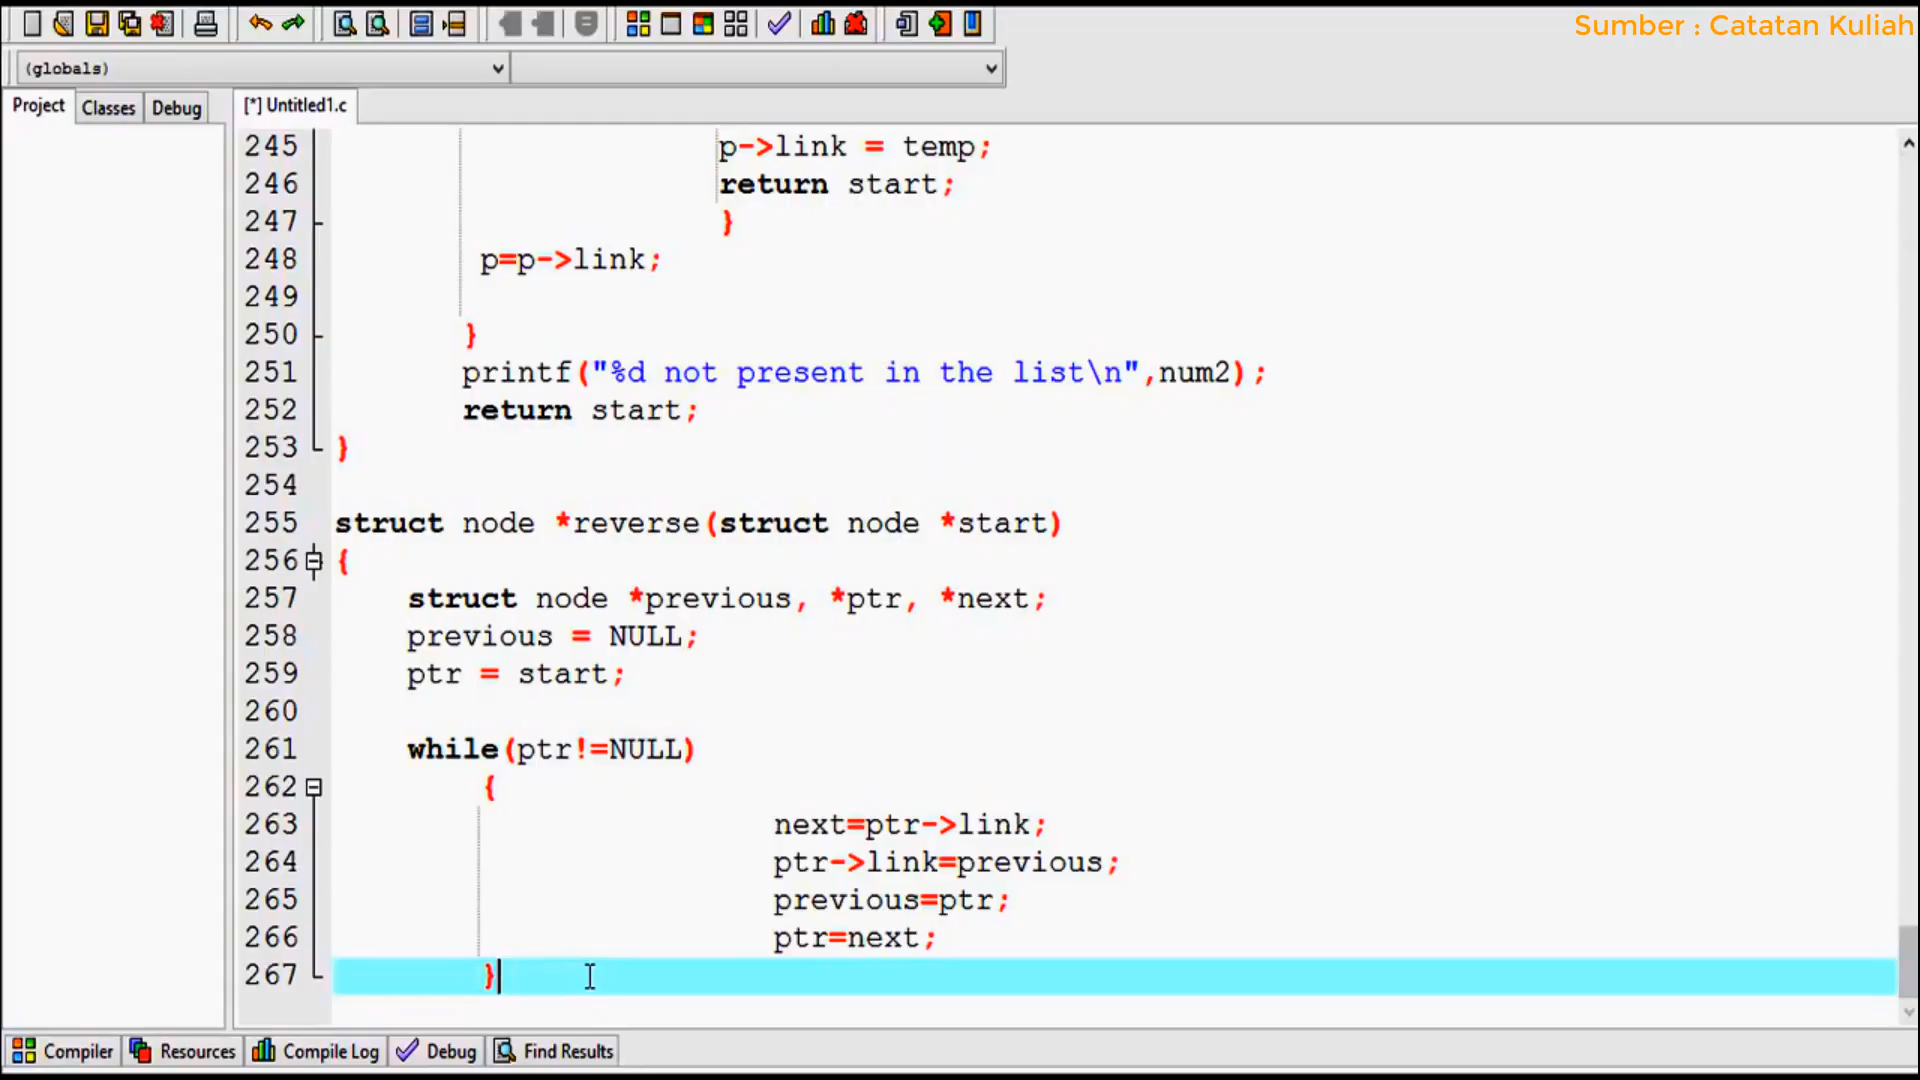 Sumber : Catatan Kuliah
(globals)
Project Classes Debug [*] Untitled1.c
245 p->link = temp;
246 return start;
247 }
248 p=p->link;
249
250 }
251 printf("%d not present in the list\n",num2);
252 return start;
253 }
254
255 struct node *reverse(struct node *start)
256 {
257 struct node *previous, *ptr, *next;
258 previous = NULL;
259 ptr = start;
260
261 while(ptr!=NULL)
262 {
263 next=ptr->link;
264 ptr->link=previous;
265 previous=ptr;
266 ptr=next;
267 }
Compiler Resources Compile Log Debug Find Results